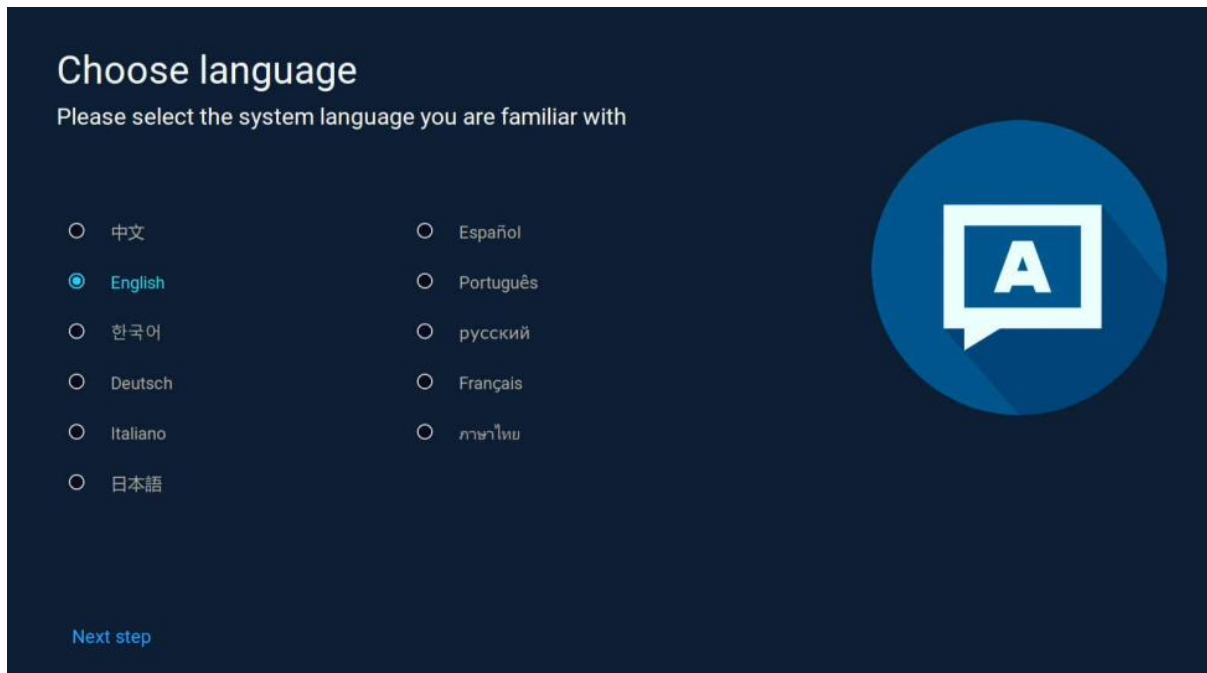 Choose language
Please select the system language you are familiar with
中文
English
한국어
Deutsch
Italiano
日本語
Español
Português
русский
Français
ภาษาไทย
A
Next step